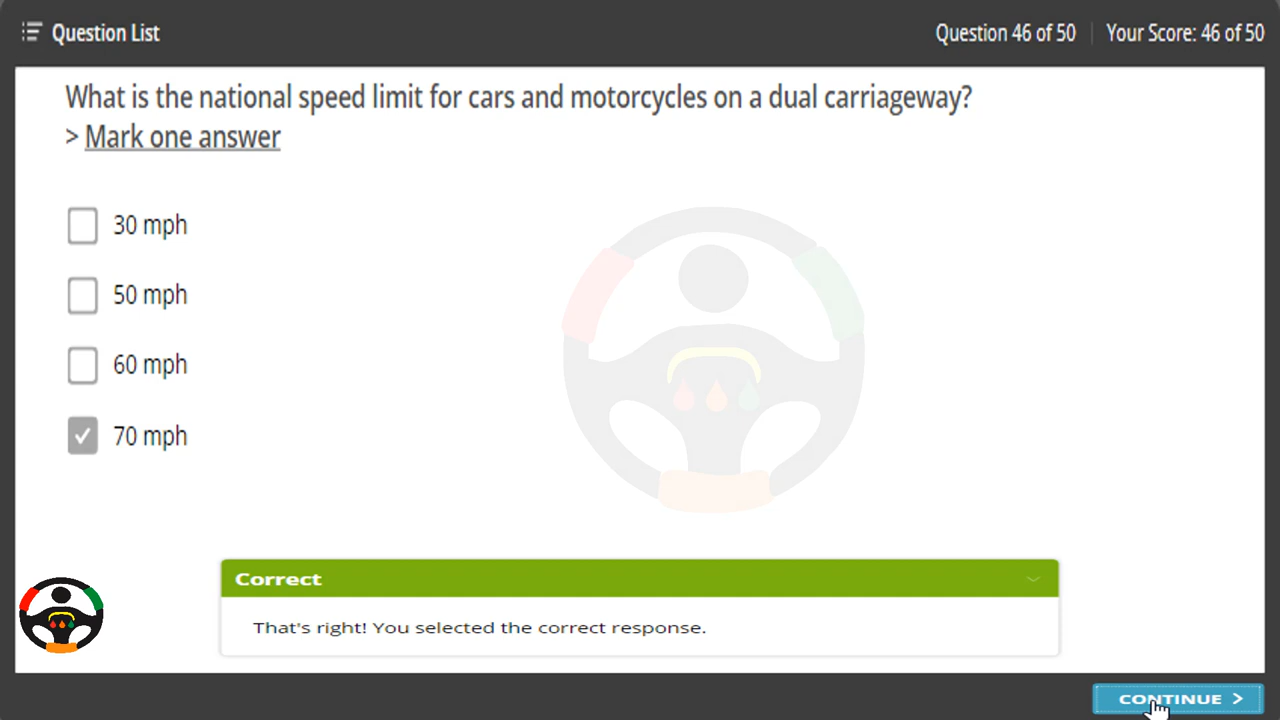 Question List
Question 46 of 50
Your Score: 46 of 50
What is the national speed limit for cars and motorcycles on a dual carriageway?
> Mark one answer
30 mph
50 mph
60 mph
70 mph
Correct
That's right! You selected the correct response.
CONTINUE >